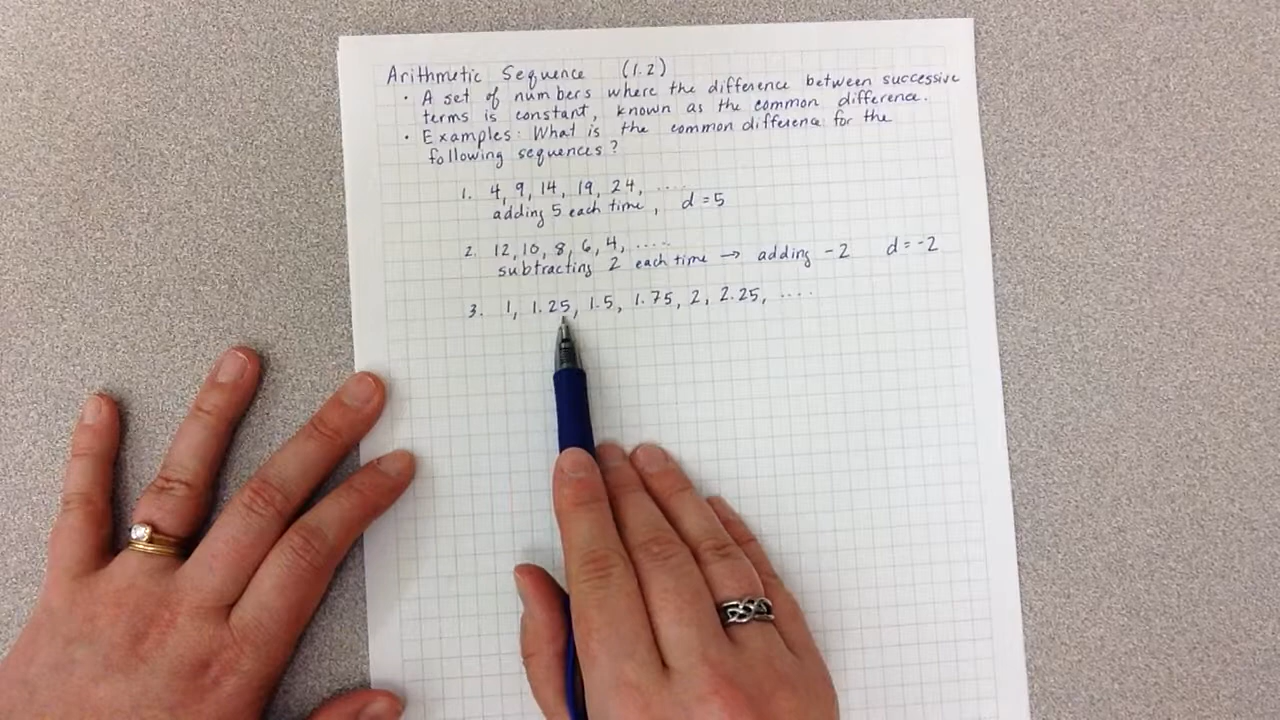 Arithmetic Sequence (1.2)
• A set of numbers where the difference between successive
terms is constant, known as the common difference.
• Examples: What is the common difference for the
following sequences?
1. 4, 9, 14, 19, 24, ....
adding 5 each time, d = 5
2. 12, 10, 8, 6, 4, .....
subtracting 2 each time → adding -2 d = -2
3. 1, 1.25, 1.5, 1.75, 2, 2.25, ....